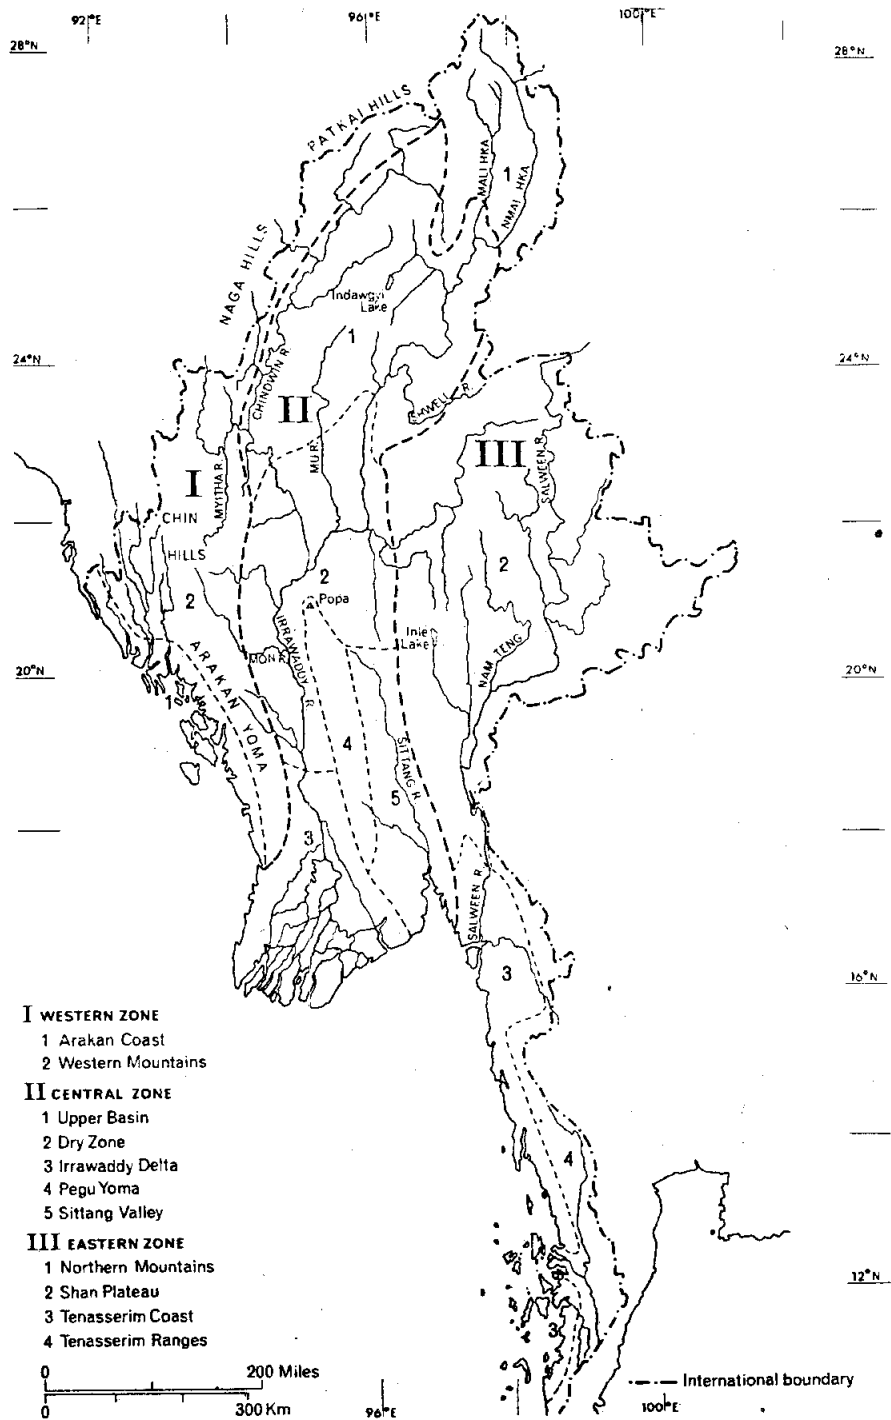 92°E 96°E 100°E
28°N 28°N
PATKAI HILLS
MALI HKA
1
NMAI HKA
NAGA HILLS
Indawgyi
Lake
1
24°N 24°N
CHINDWIN R.
II
SHWELI R.
MU R.
III
SALWEEN R.
I
MYITHA R.
CHIN
HILLS
2
2
2
Popa
IRRAWADDY R
Inle
Lake
MON R.
NAM TENG
20°N 20°N
ARAKAN YOMA
1
4
SITTANG R.
5
3
SALWEEN R.
3
16°N
I WESTERN ZONE
1 Arakan Coast
2 Western Mountains
II CENTRAL ZONE
1 Upper Basin
2 Dry Zone
3 Irrawaddy Delta
4 Pegu Yoma
5 Sittang Valley
III EASTERN ZONE
1 Northern Mountains
2 Shan Plateau
3 Tenasserim Coast
4 Tenasserim Ranges
4
12°N
3
0 200 Miles
0 300 Km
International boundary
96°E 100°E